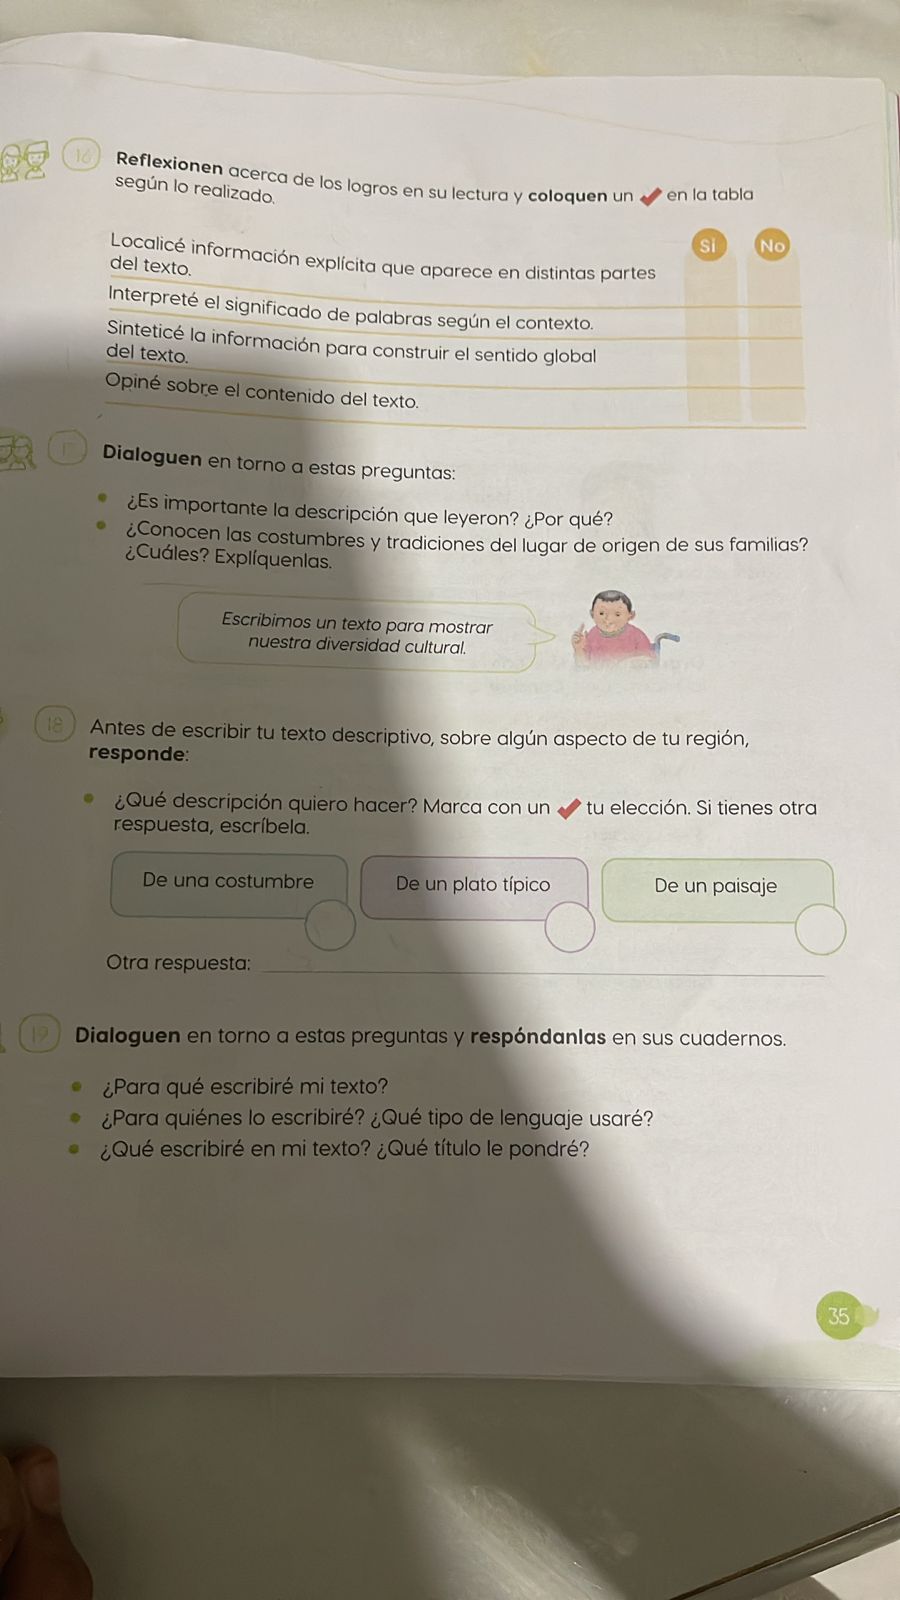 16 Reflexionen acerca de los logros en su lectura y coloquen un en la tabla
según lo realizado.
Sí No
Localicé información explícita que aparece en distintas partes
del texto.
Interpreté el significado de palabras según el contexto.
Sinteticé la información para construir el sentido global
del texto.
Opiné sobre el contenido del texto.
Dialoguen en torno a estas preguntas:
¿Es importante la descripción que leyeron? ¿Por qué?
¿Conocen las costumbres y tradiciones del lugar de origen de sus familias?
¿Cuáles? Explíquenlas.
Escribimos un texto para mostrar
nuestra diversidad cultural.
18 Antes de escribir tu texto descriptivo, sobre algún aspecto de tu región,
responde:
¿Qué descripción quiero hacer? Marca con un tu elección. Si tienes otra
respuesta, escríbela.
De una costumbre De un plato típico De un paisaje
Otra respuesta:
19 Dialoguen en torno a estas preguntas y respóndanlas en sus cuadernos.
¿Para qué escribiré mi texto?
¿Para quiénes lo escribiré? ¿Qué tipo de lenguaje usaré?
¿Qué escribiré en mi texto? ¿Qué título le pondré?
35